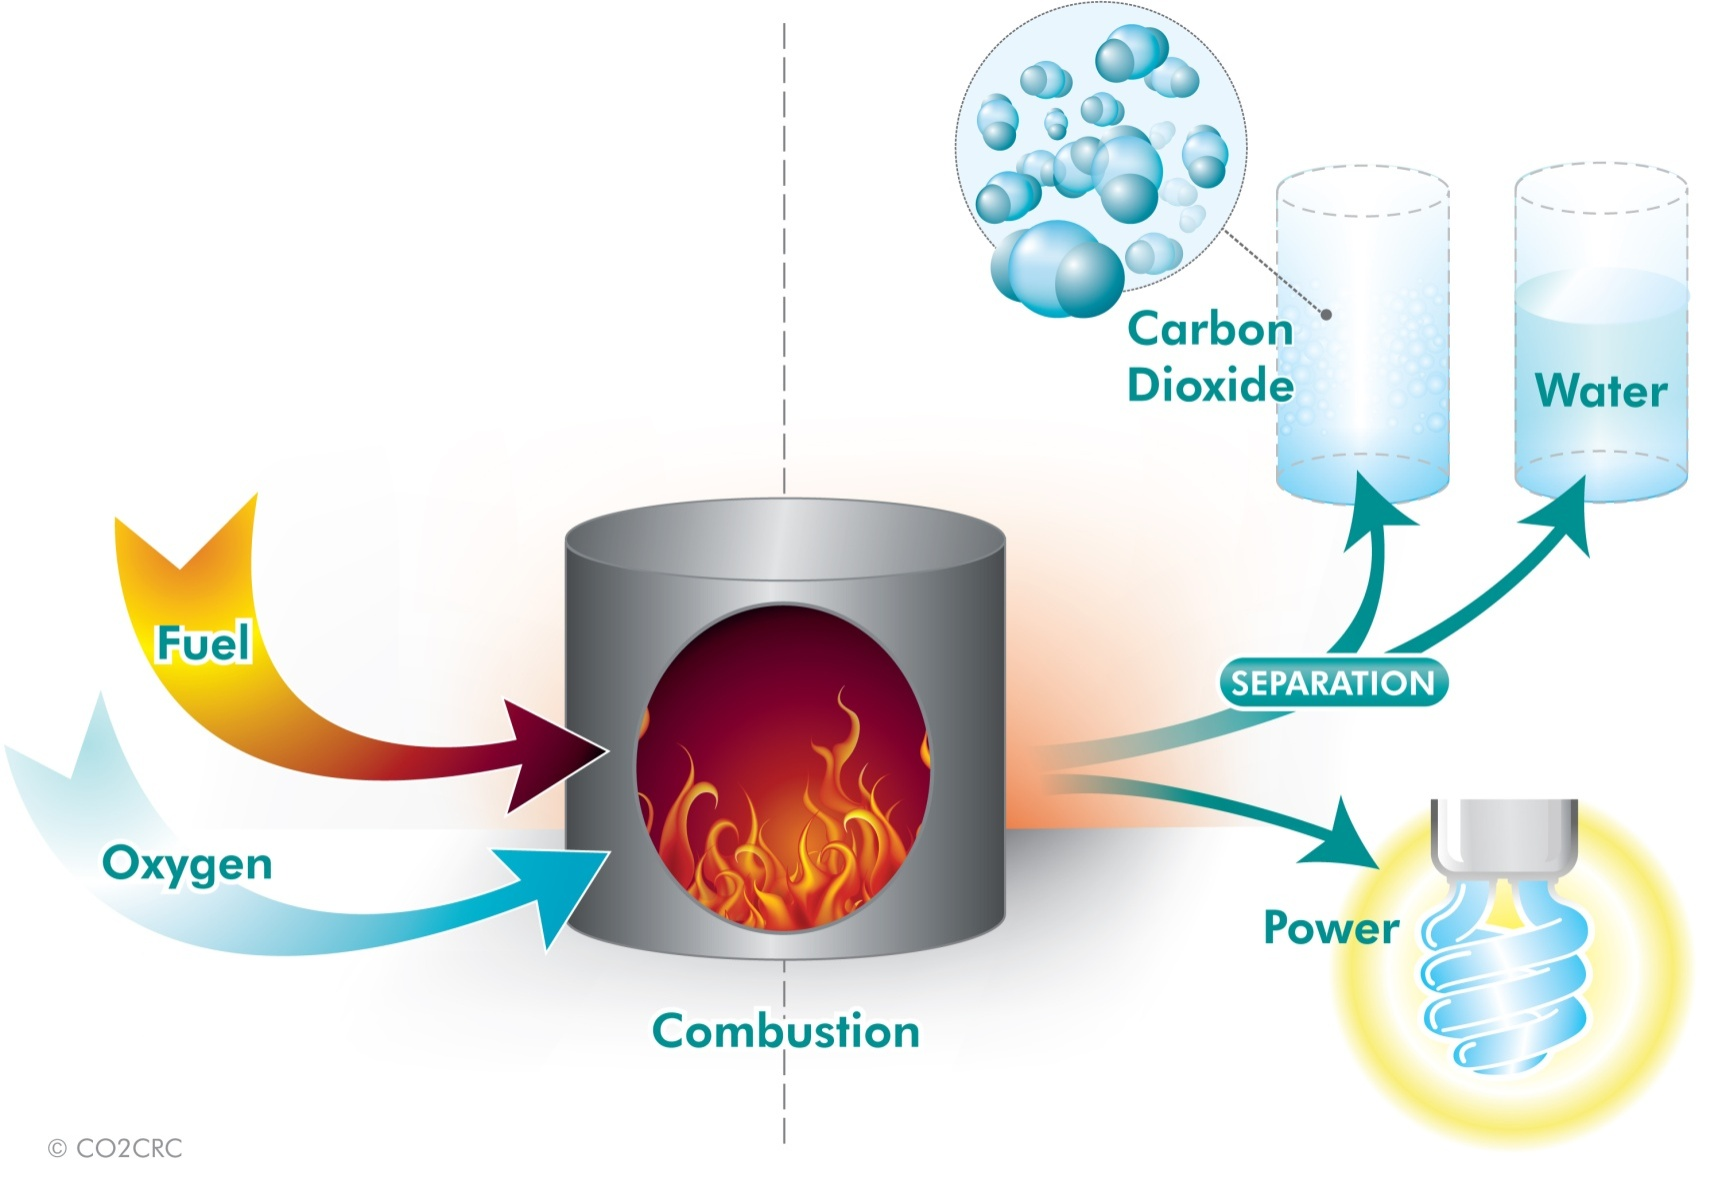 Carbon
Dioxide
Water
Fuel
SEPARATION
Oxygen
Power
Combustion
© CO2CRC